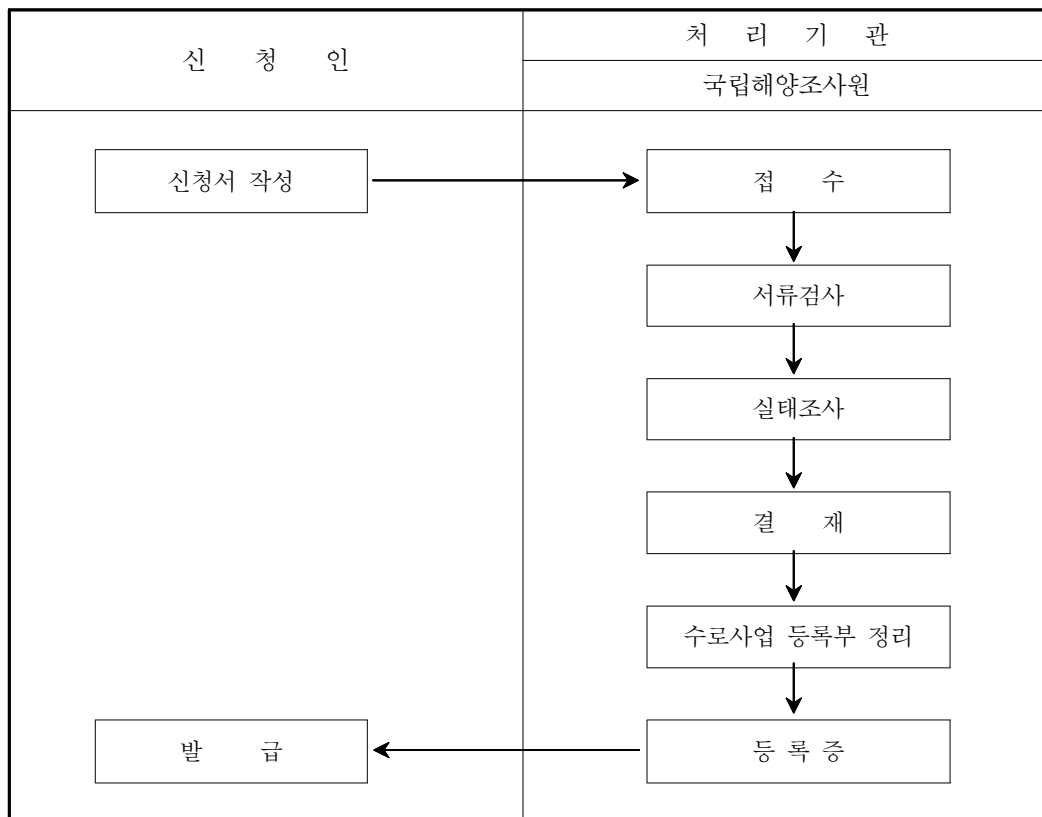 신 청 인
처 리 기 관
국립해양조사원
신청서 작성
접 수
서류검사
실태조사
결 재
수로사업 등록부 정리
발 급
등 록 증